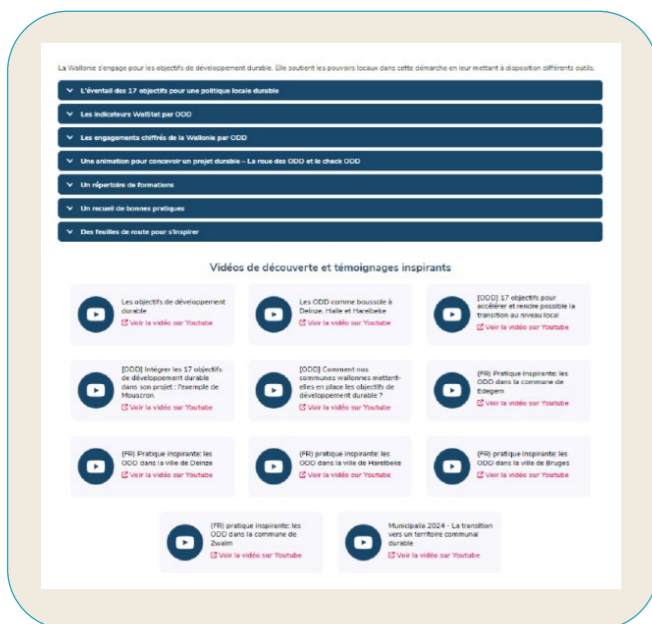 La Wallonie s'engage pour les objectifs de développement durable. Elle soutient les pouvoirs locaux dans cette démarche en leur mettant à disposition différents outils.
L'éventail des 17 objectifs pour une politique locale durable
Les indicateurs WalStat par ODD
Les engagements chiffrés de la Wallonie par ODD
Une animation pour concevoir un projet durable – La roue des ODD et le check ODD
Un répertoire de formations
Un recueil de bonnes pratiques
Des feuilles de route pour s'inspirer
Vidéos de découverte et témoignages inspirants
Les objectifs de développement
durable
Voir la vidéo sur Youtube
Les ODD comme boussole à
Deinze, Halle et Harelbeke
Voir la vidéo sur Youtube
[ODD] 17 objectifs pour
accélérer et rendre possible la
transition au niveau local
Voir la vidéo sur Youtube
[ODD] Intégrer les 17 objectifs
de développement durable
dans son projet : l'exemple de
Mouscron
Voir la vidéo sur Youtube
[ODD] Comment nos
communes wallonnes mettent-
elles en place les objectifs de
développement durable ?
Voir la vidéo sur Youtube
(FR) Pratique inspirante: les
ODD dans la commune de
Edegem
Voir la vidéo sur Youtube
(FR) Pratique inspirante: les
ODD dans la ville de Deinze
Voir la vidéo sur Youtube
(FR) pratique inspirante: les
ODD dans la ville de Harelbeke
Voir la vidéo sur Youtube
(FR) pratique inspirante: les
ODD dans la ville de Bruges
Voir la vidéo sur Youtube
(FR) pratique inspirante: les
ODD dans la commune de
Zwalm
Voir la vidéo sur Youtube
Municipalia 2024 - La transition
vers un territoire communal
durable
Voir la vidéo sur Youtube